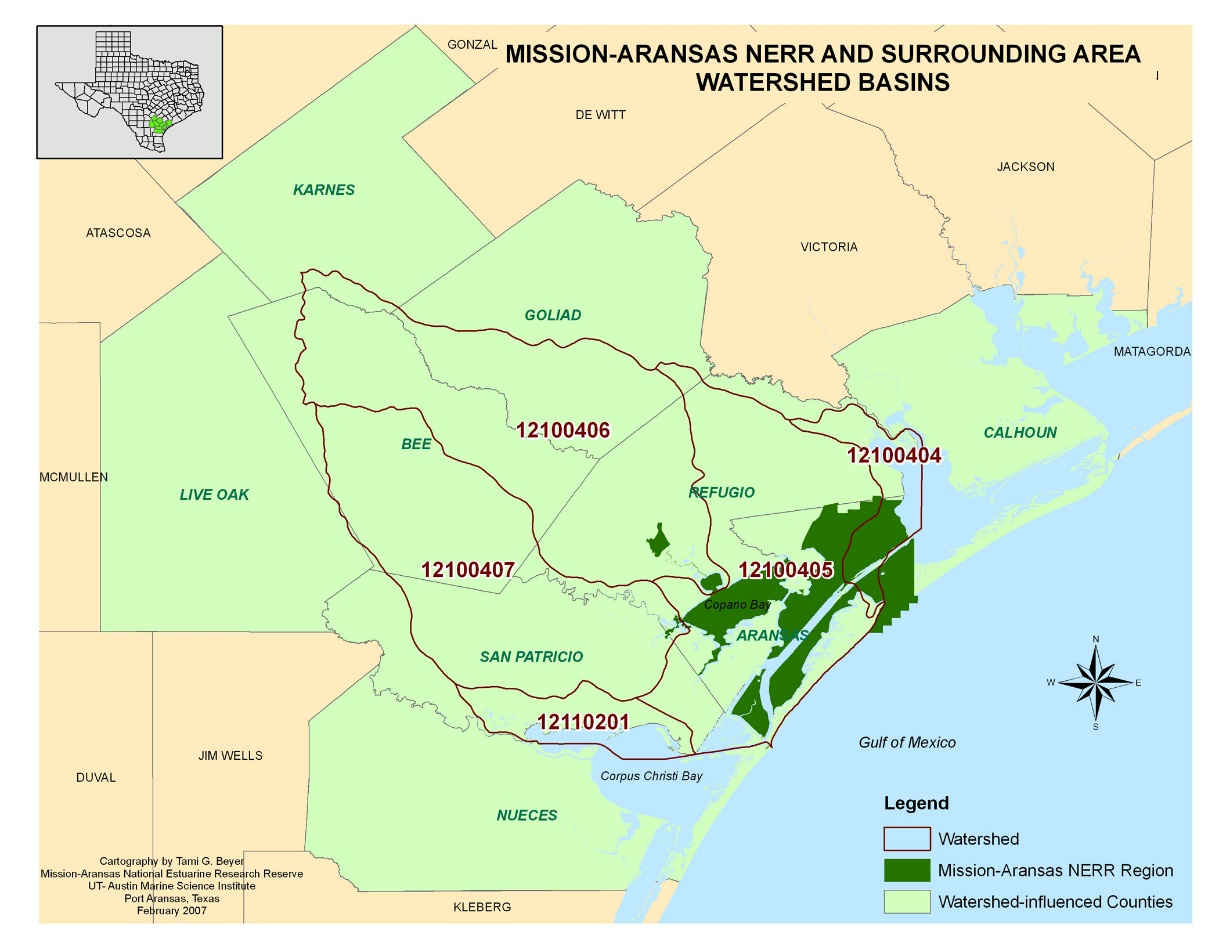 GONZAL
MISSION-ARANSAS NERR AND SURROUNDING AREA
WATERSHED BASINS
DE WITT
JACKSON
KARNES
ATASCOSA
VICTORIA
GOLIAD
MATAGORDA
12100406
BEE
CALHOUN
12100404
MCMULLEN
LIVE OAK
REFUGIO
12100407
12100405
Copano Bay
ARANSAS
SAN PATRICIO
N
W
E
S
12110201
Gulf of Mexico
JIM WELLS
DUVAL
Corpus Christi Bay
NUECES
Legend
Watershed
Mission-Aransas NERR Region
Watershed-influenced Counties
Cartography by Tami G. Beyer
Mission-Aransas National Estuarine Research Reserve
UT- Austin Marine Science Institute
Port Aransas, Texas
February 2007
KLEBERG